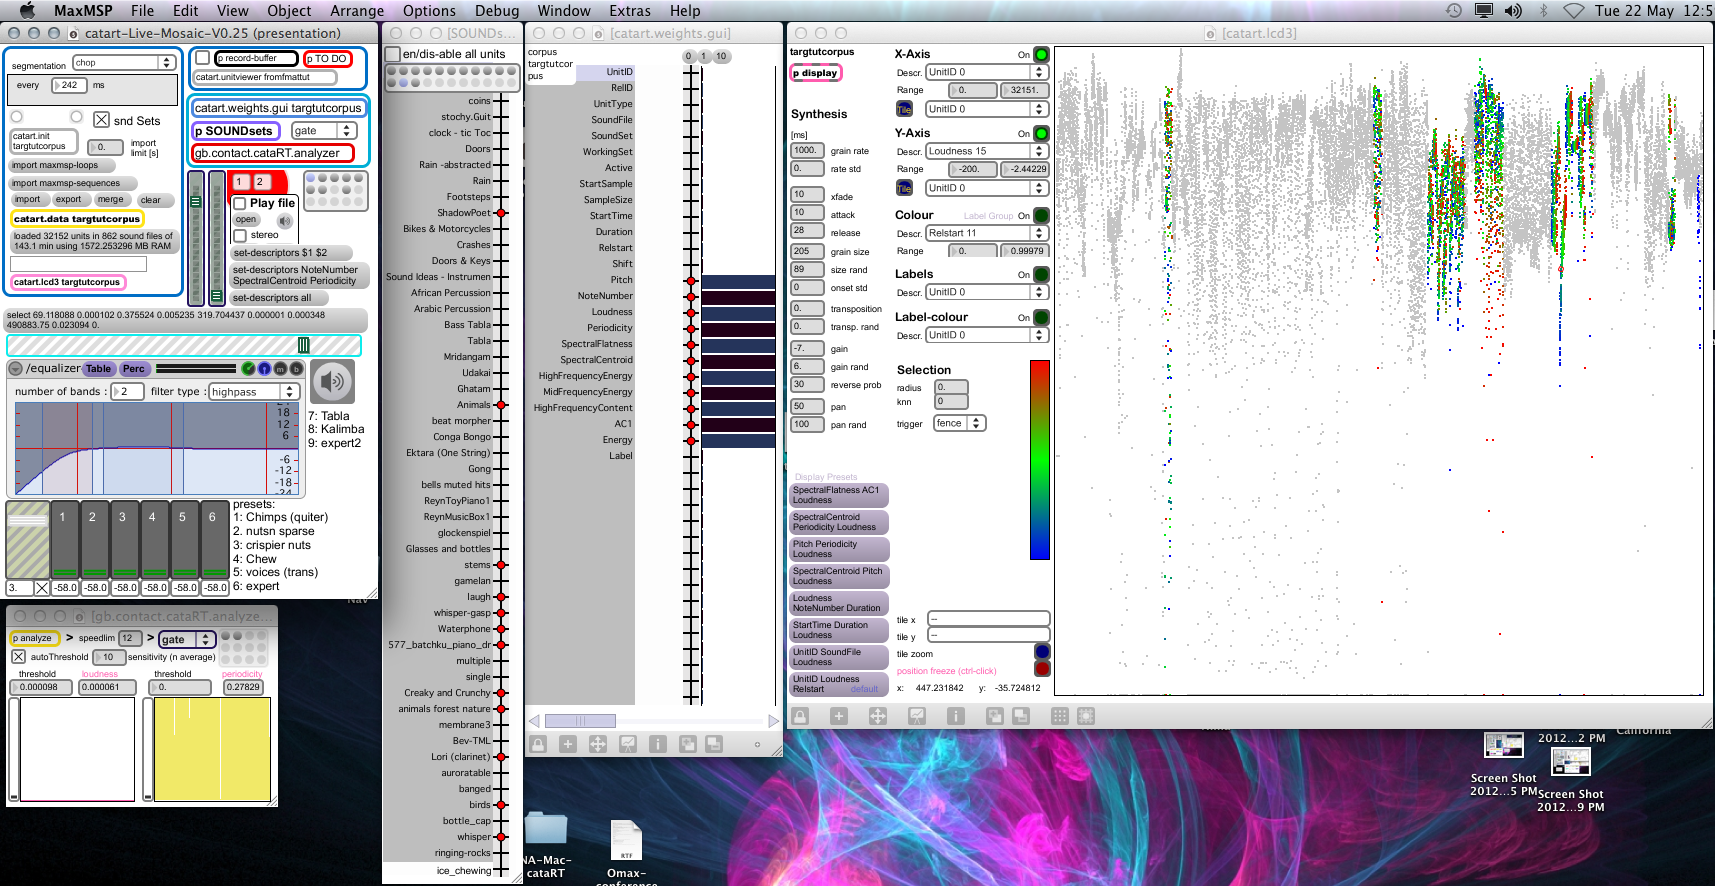 MaxMSP File Edit View Object Arrange Options Debug Window Extras Help
Tue 22 May 12:5
catart-Live-Mosaic-V0.25 (presentation)
segmentation
chop
every
242
ms
snd Sets
catart.init
targtutcorpus
0.
import
limit [s]
import maxmsp-loops
import maxmsp-sequences
import
export
merge
clear
catart.data targtutcorpus
loaded 32152 units in 862 sound files of
143.1 min using 1572.253296 MB RAM
catart.lcd3 targtutcorpus
p record-buffer
p TO DO
catart.unitviewer fromfmattut
catart.weights.gui targtutcorpus
p SOUNDsets
gate
gb.contact.cataRT.analyzer
1
2
Play file
open
stereo
set-descriptors $1 $2
set-descriptors NoteNumber
SpectralCentroid Periodicity
set-descriptors all
select 69.118088 0.000102 0.375524 0.005235 319.704437 0.000001 0.000348
490883.75 0.023094 0.
/equalizer
Table
Perc
m
b
number of bands :
2
filter type :
highpass
18
12
6
-6
-12
-18
-24
7: Tabla
8: Kalimba
9: expert2
1
2
3
4
5
6
3.
-58.0
-58.0
-58.0
-58.0
-58.0
-58.0
presets:
1: Chimps (quiter)
2. nutsn sparse
3: crispier nuts
4: Chew
5: voices (trans)
6: expert
[gb.contact.cataRT.analyze...
p analyze
>
speedlim
12
>
gate
autoThreshold
10
sensitivity (n average)
threshold
loudness
threshold
periodicity
0.000098
0.000061
0.
0.27829
[SOUNDs...
en/dis-able all units
coins
stochy.Guit
clock - tic Toc
Doors
Rain -abstracted
Rain
Footsteps
ShadowPoet
Bikes & Motorcycles
Crashes
Doors & Keys
Sound Ideas - Instrumen
African Percussion
Arabic Percussion
Bass Tabla
Tabla
Mridangam
Udakai
Ghatam
Animals
beat morpher
Conga Bongo
Ektara (One String)
Gong
bells muted hits
ReynToyPiano1
ReynMusicBox1
glockenspiel
Glasses and bottles
stems
gamelan
laugh
whisper-gasp
Waterphone
577_batchku_piano_dr
multiple
single
Creaky and Crunchy
animals forest nature
membrane3
Bev-TML
Lori (clarinet)
auroratable
banged
birds
bottle_cap
whisper
ringing-rocks
ice_chewing
[catart.weights.gui]
corpus
targtutcor
pus
0
1
10
UnitID
RelID
UnitType
SoundFile
SoundSet
WorkingSet
Active
StartSample
SampleSize
StartTime
Duration
Relstart
Shift
Pitch
NoteNumber
Loudness
Periodicity
SpectralFlatness
SpectralCentroid
HighFrequencyEnergy
MidFrequencyEnergy
HighFrequencyContent
AC1
Energy
Label
[catart.lcd3]
targtutcorpus
p display
Synthesis
[ms]
1000.
grain rate
0.
rate std
10
xfade
10
attack
28
release
205
grain size
89
size rand
0
onset std
0.
transposition
0.
transp. rand
-7.
gain
6.
gain rand
30
reverse prob
50
pan
100
pan rand
Display Presets
SpectralFlatness AC1
Loudness
SpectralCentroid
Periodicity Loudness
Pitch Periodicity
Loudness
SpectralCentroid Pitch
Loudness
Loudness
NoteNumber Duration
StartTime Duration
Loudness
UnitID SoundFile
Loudness
UnitID Loudness
Relstart
default
X-Axis
On
Descr.
UnitID 0
Range
0.
32151.
Tile
UnitID 0
Y-Axis
On
Descr.
Loudness 15
Range
-200.
-2.44229
Tile
UnitID 0
Colour
Label Group
On
Descr.
Relstart 11
Range
0.
0.99979
Labels
On
Descr.
UnitID 0
Label-colour
On
Descr.
UnitID 0
Selection
radius
0.
knn
0
trigger
fence
tile x
--
tile y
--
tile zoom
position freeze (ctrl-click)
x: 447.231842 y: -35.724812
NA-Mac-
cataRT
RTF
Omax-
conference
2012...2 PM
California
Screen Shot
2012...5 PM
Screen Shot
2012...9 PM